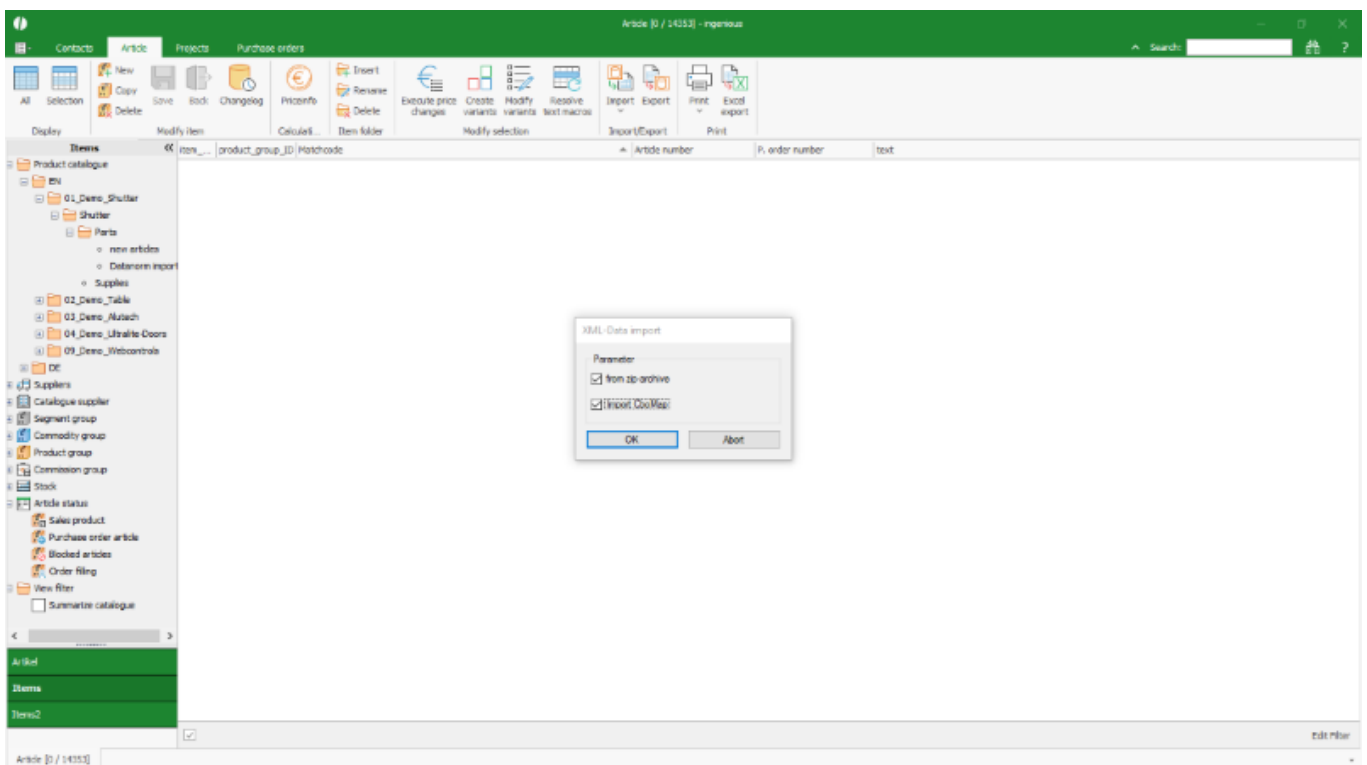 Article [0 / 14353] - ingenious
Contacts Article Projects Purchase orders Search: ?
All Selection New Copy Delete Save Back Changelog Priceinfo Insert Rename Delete Execute price changes Create variants Modify variants Resolve text macros Import Export Print Excel export
Display Modify item Calculati... Item folder Modify selection Import/Export Print
Items « item_... product_group_ID Matchcode Article number P. order number text
Product catalogue
EN
01_Demo_Shutter
Shutter
Parts
new articles
Datanorm import
Supplies
02_Demo_Table
03_Demo_Alutech
04_Demo_Ultralite-Doors
09_Demo_Webcontrols
DE
Suppliers
Catalogue supplier
Segment group
Commodity group
Product group
Commission group
Stock
Article status
Sales product
Purchase order article
Blocked articles
Order filing
View filter
Summarize catalogue
XML-Data import
Parameter
from zip-archive
import CboMap
OK Abort
Artikel
Items
Items2
Edit Filter
Article [0 / 14353]